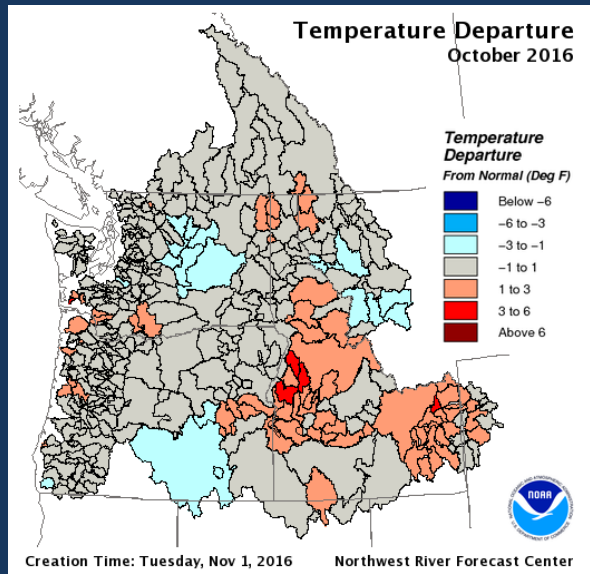 Temperature Departure
October 2016
Temperature
Departure
From Normal (Deg F)
Below -6
-6 to -3
-3 to -1
-1 to 1
1 to 3
3 to 6
Above 6
NOAA
Creation Time: Tuesday, Nov 1, 2016 Northwest River Forecast Center